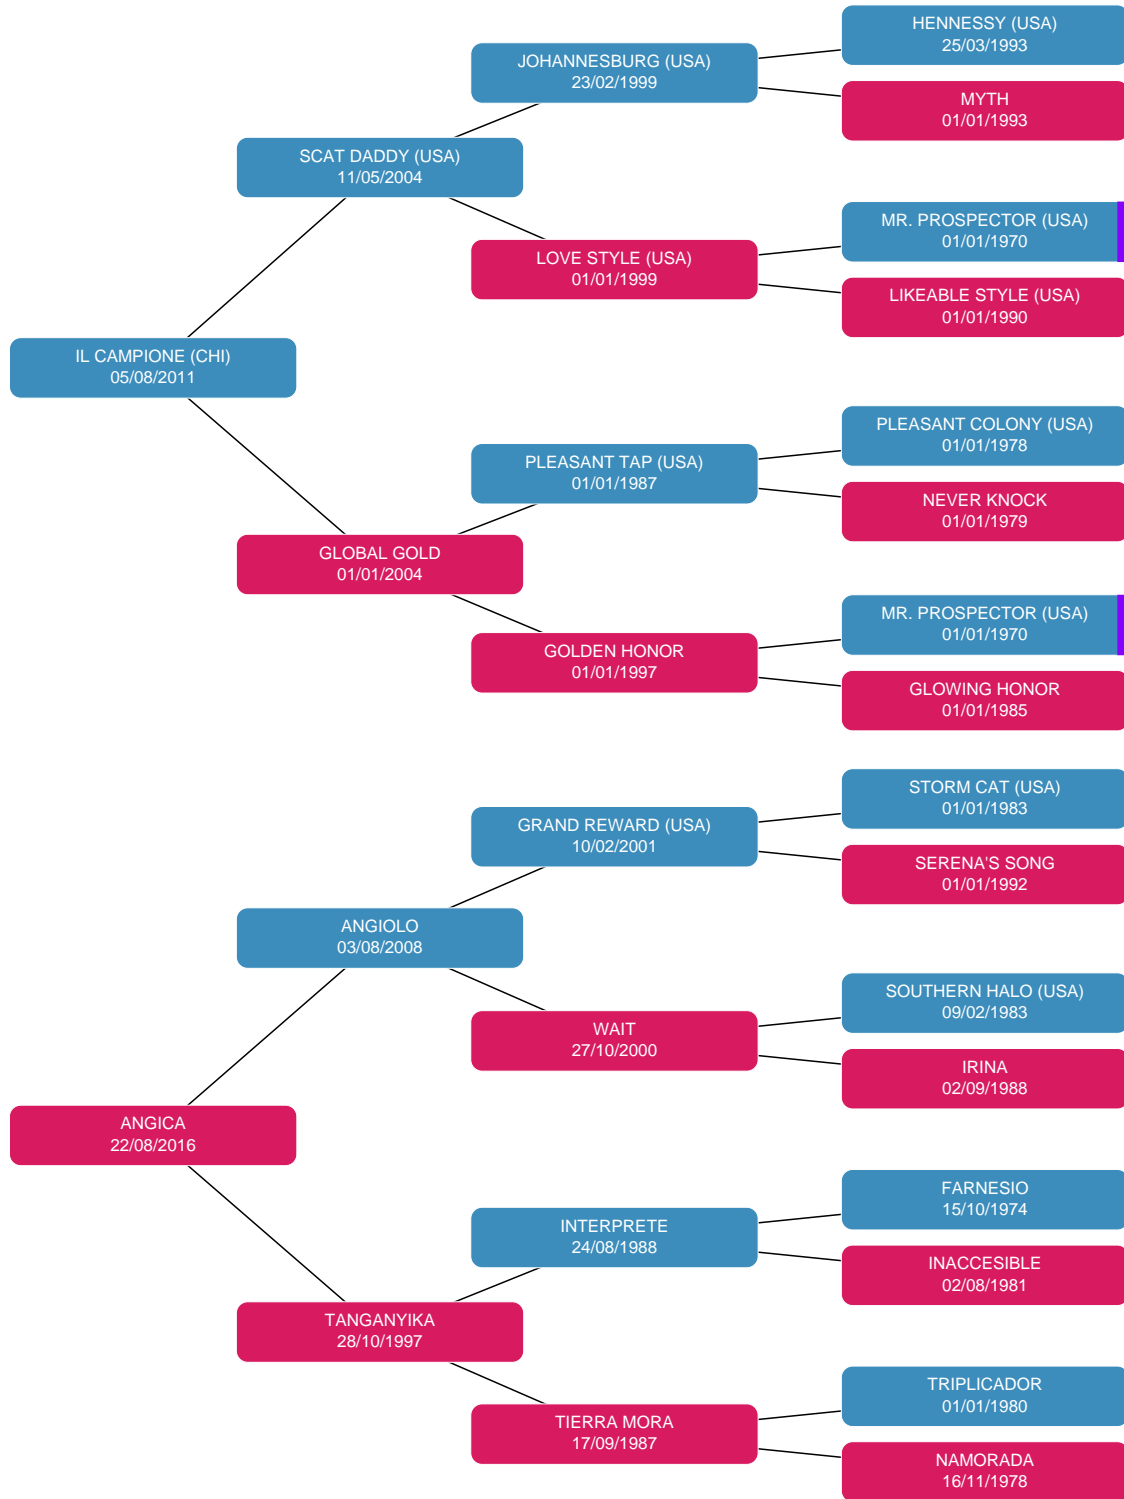 HENNESSY (USA)
25/03/1993
JOHANNESBURG (USA)
23/02/1999
MYTH
01/01/1993
SCAT DADDY (USA)
11/05/2004
MR. PROSPECTOR (USA)
01/01/1970
LOVE STYLE (USA)
01/01/1999
LIKEABLE STYLE (USA)
01/01/1990
IL CAMPIONE (CHI)
05/08/2011
PLEASANT COLONY (USA)
01/01/1978
PLEASANT TAP (USA)
01/01/1987
NEVER KNOCK
01/01/1979
GLOBAL GOLD
01/01/2004
MR. PROSPECTOR (USA)
01/01/1970
GOLDEN HONOR
01/01/1997
GLOWING HONOR
01/01/1985
STORM CAT (USA)
01/01/1983
GRAND REWARD (USA)
10/02/2001
SERENA'S SONG
01/01/1992
ANGIOLO
03/08/2008
SOUTHERN HALO (USA)
09/02/1983
WAIT
27/10/2000
IRINA
02/09/1988
ANGICA
22/08/2016
FARNESIO
15/10/1974
INTERPRETE
24/08/1988
INACCESIBLE
02/08/1981
TANGANYIKA
28/10/1997
TRIPLICADOR
01/01/1980
TIERRA MORA
17/09/1987
NAMORADA
16/11/1978